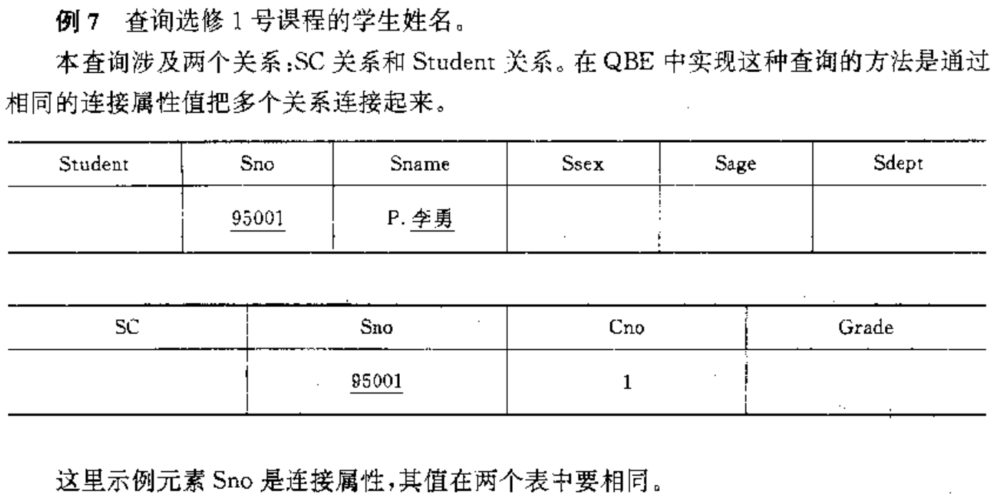 例 7 查询选修 1 号课程的学生姓名。
本查询涉及两个关系:SC 关系和 Student 关系。在 QBE 中实现这种查询的方法是通过
相同的连接属性值把多个关系连接起来。
Student Sno Sname Ssex Sage Sdept
95001 P. 李勇
SC Sno Cno Grade
95001 1
这里示例元素 Sno 是连接属性,其值在两个表中要相同。